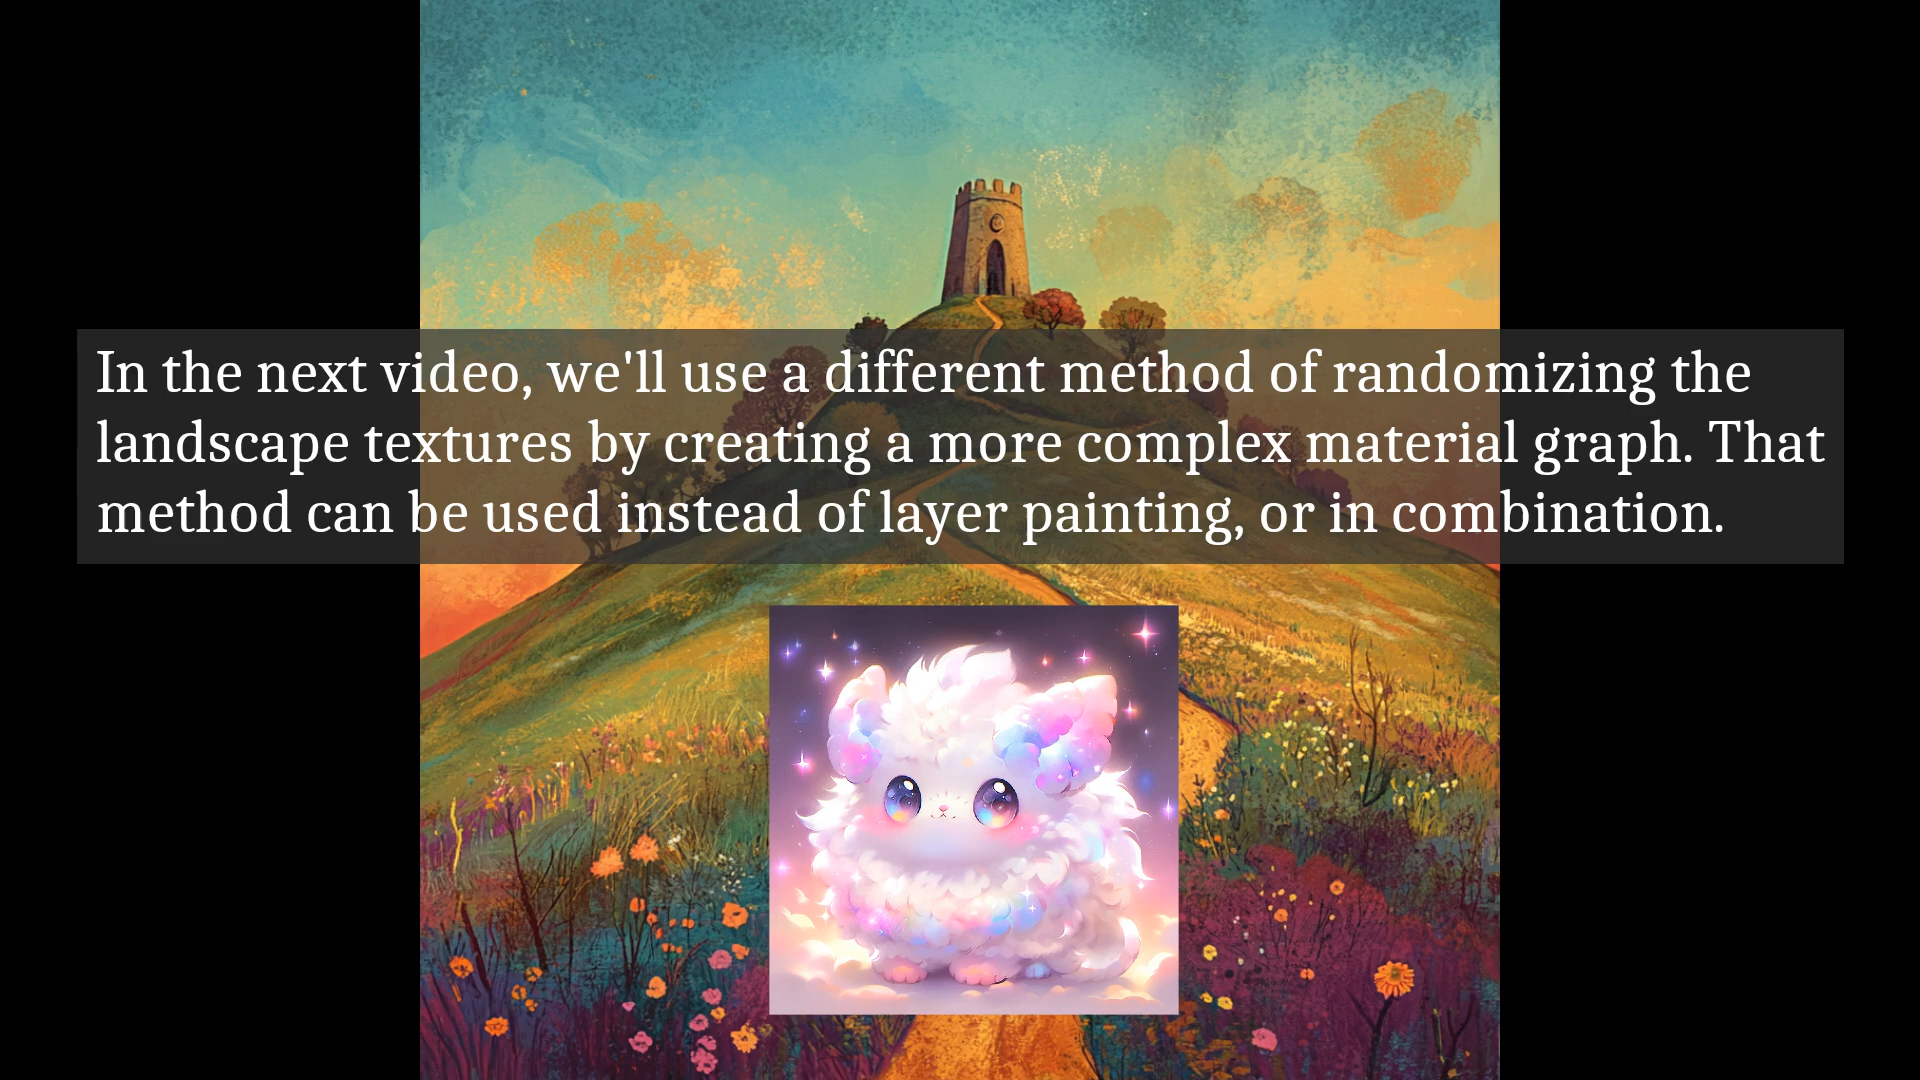 In the next video, we'll use a different method of randomizing the
landscape textures by creating a more complex material graph. That
method can be used instead of layer painting, or in combination.